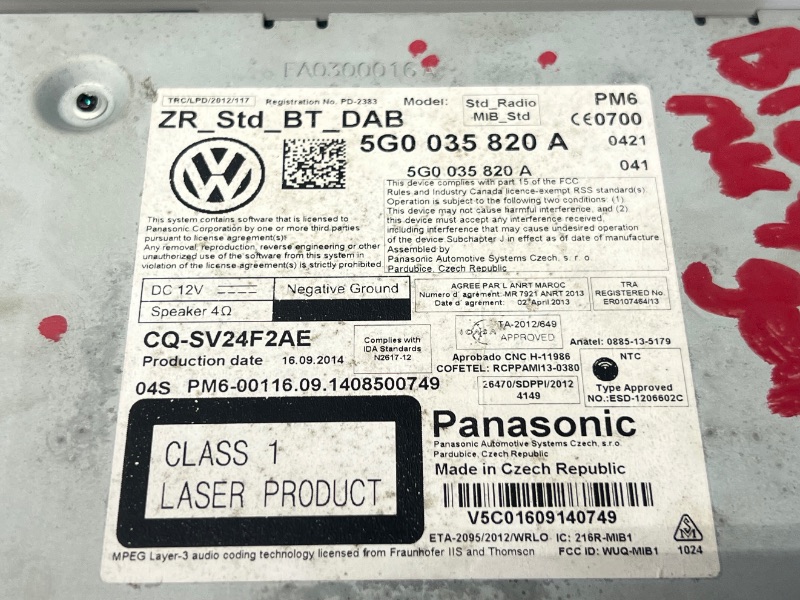 FA03000164
TRC/LPD/2012/117
Registration No. PD-2383
Model:
Std_Radio
MIB_Std
PM6
CE0700
ZR_Std_BT_DAB
5G0 035 820 A
0421
5G0 035 820 A
041
This device complies with part 15 of the FCC
Rules and Industry Canada licence-exempt RSS standard(s)
Operation is subject to the following two conditions: (1)
This device may not cause harmful interference, and (2)
this device must accept any interference received,
including interference that may cause undesired operation
of the device.Subchapter J in effect as of date of manufacture
Assembled by
Panasonic Automotive Systems Czech, s. r. o.
Pardubice, Czech Republic
This system contains software that is licensed to
Panasonic Corporation by one or more third parties
pursuant to license agreement(s).
Any removal, reproduction, reverse engineering or other
unauthorized use of the software from this system in
violation of the license agreement(s) is strictly prohibited.
DC 12V
Negative Ground
Speaker 4Ω
AGREE PAR L ANRT MAROC
Numero d`agrément: MR 7921 ANRT 2013
Date d`agrément: 02 April 2013
TRA
REGISTERED No:
ER0107464/13
CQ-SV24F2AE
Production date
16.09.2014
Complies with
IDA Standards
N2617-12
TA-2012/649
APPROVED
Anatel: 0885-13-5179
Aprobado CNC H-11986
COFETEL: RCPPAMI13-0380
NTC
Type Approved
NO.:ESD-1206602C
04S PM6-00116.09.1408500749
26470/SDPPI/2012
4149
Panasonic
Panasonic Automotive Systems Czech, s.r.o.
Pardubice, Czech Republic
Made in Czech Republic
CLASS 1
LASER PRODUCT
V5C01609140749
ETA-2095/2012/WRLO IC: 216R-MIB1
MPEG Layer-3 audio coding technology licensed from Fraunhofer IIS and Thomson
FCC ID: WUQ-MIB1
1024